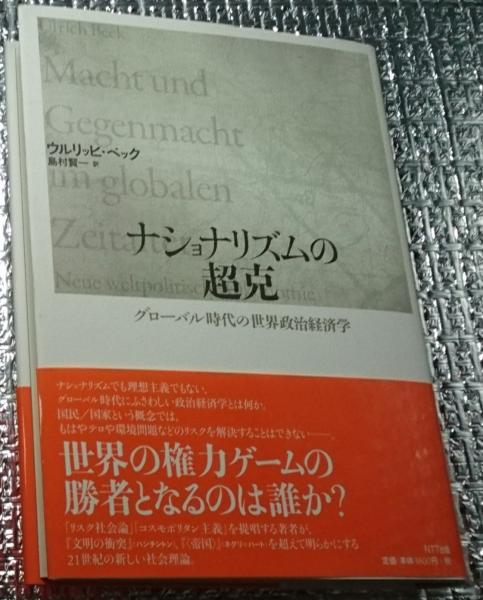 Ulrich Beck
Macht und
Gegenmacht
im globalen
ウルリッヒ・ベック
島村賢一 訳
ナショナリズムの
超克
グローバル時代の世界政治経済学
ナショナリズムでも理想主義でもない。
グローバル時代にふさわしい政治経済学とは何か。
国民/国家という概念では、
もはやテロや環境問題などのリスクを解決することはできない――。
世界の権力ゲームの
勝者となるのは誰か?
「リスク社会論」「コスモポリタン主義」を提唱する著者が、
『文明の衝突』(ハンチントン)、『〈帝国〉』(ネグリ=ハート)を超えて明らかにする
21世紀の新しい社会理論。
NTT出版